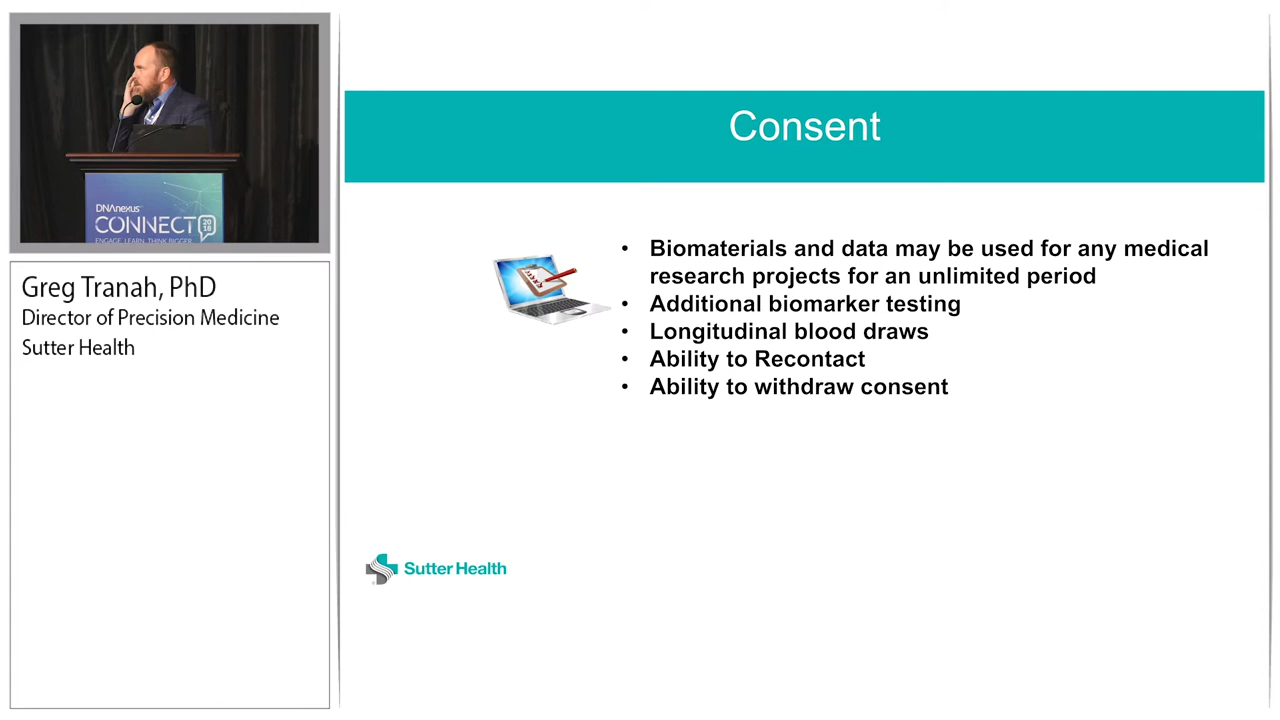 DNAnexus
CONNECT 20
18
ENGAGE. LEARN. THINK BIGGER.
Greg Tranah, PhD
Director of Precision Medicine
Sutter Health
Consent
• Biomaterials and data may be used for any medical
research projects for an unlimited period
• Additional biomarker testing
• Longitudinal blood draws
• Ability to Recontact
• Ability to withdraw consent
Sutter Health